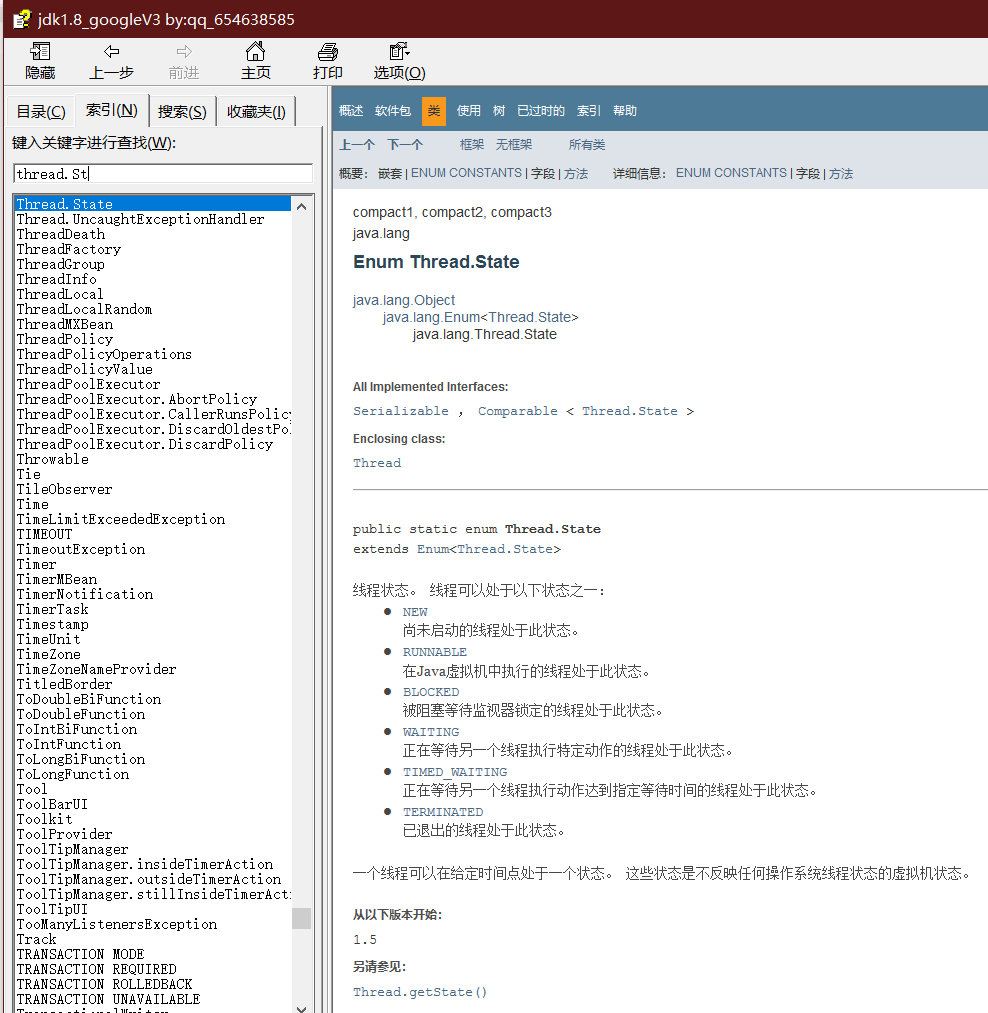 jdk1.8_googleV3 by:qq_654638585
隐藏 上一步 前进 主页 打印 选项(O)
目录(C) 索引(N) 搜索(S) 收藏夹(I)
键入关键字进行查找(W):
thread.St
Thread.State
Thread.UncaughtExceptionHandler
ThreadDeath
ThreadFactory
ThreadGroup
ThreadInfo
ThreadLocal
ThreadLocalRandom
ThreadMXBean
ThreadPolicy
ThreadPolicyOperations
ThreadPolicyValue
ThreadPoolExecutor
ThreadPoolExecutor.AbortPolicy
ThreadPoolExecutor.CallerRunsPolicy
ThreadPoolExecutor.DiscardOldestPo
ThreadPoolExecutor.DiscardPolicy
Throwable
Tie
TileObserver
Time
TimeLimitExceededException
TIMEOUT
TimeoutException
Timer
TimerMBean
TimerNotification
TimerTask
Timestamp
TimeUnit
TimeZone
TimeZoneNameProvider
TitledBorder
ToDoubleBiFunction
ToDoubleFunction
ToIntBiFunction
ToIntFunction
ToLongBiFunction
ToLongFunction
Tool
ToolBarUI
Toolkit
ToolProvider
ToolTipManager
ToolTipManager.insideTimerAction
ToolTipManager.outsideTimerAction
ToolTipManager.stillInsideTimerActi
ToolTipUI
TooManyListenersException
Track
TRANSACTION MODE
TRANSACTION REQUIRED
TRANSACTION ROLLEDBACK
TRANSACTION UNAVAILABLE
概述 软件包 类 使用 树 已过时的 索引 帮助
上一个 下一个 框架 无框架 所有类
概要: 嵌套 | ENUM CONSTANTS | 字段 | 方法 详细信息: ENUM CONSTANTS | 字段 | 方法
compact1, compact2, compact3
java.lang
Enum Thread.State
java.lang.Object
java.lang.Enum<Thread.State>
java.lang.Thread.State
All Implemented Interfaces:
Serializable , Comparable < Thread.State >
Enclosing class:
Thread
public static enum Thread.State
extends Enum<Thread.State>
线程状态。 线程可以处于以下状态之一:
● NEW
尚未启动的线程处于此状态。
● RUNNABLE
在Java虚拟机中执行的线程处于此状态。
● BLOCKED
被阻塞等待监视器锁定的线程处于此状态。
● WAITING
正在等待另一个线程执行特定动作的线程处于此状态。
● TIMED_WAITING
正在等待另一个线程执行动作达到指定等待时间的线程处于此状态。
● TERMINATED
已退出的线程处于此状态。
一个线程可以在给定时间点处于一个状态。 这些状态是不反映任何操作系统线程状态的虚拟机状态。
从以下版本开始:
1.5
另请参见:
Thread.getState()